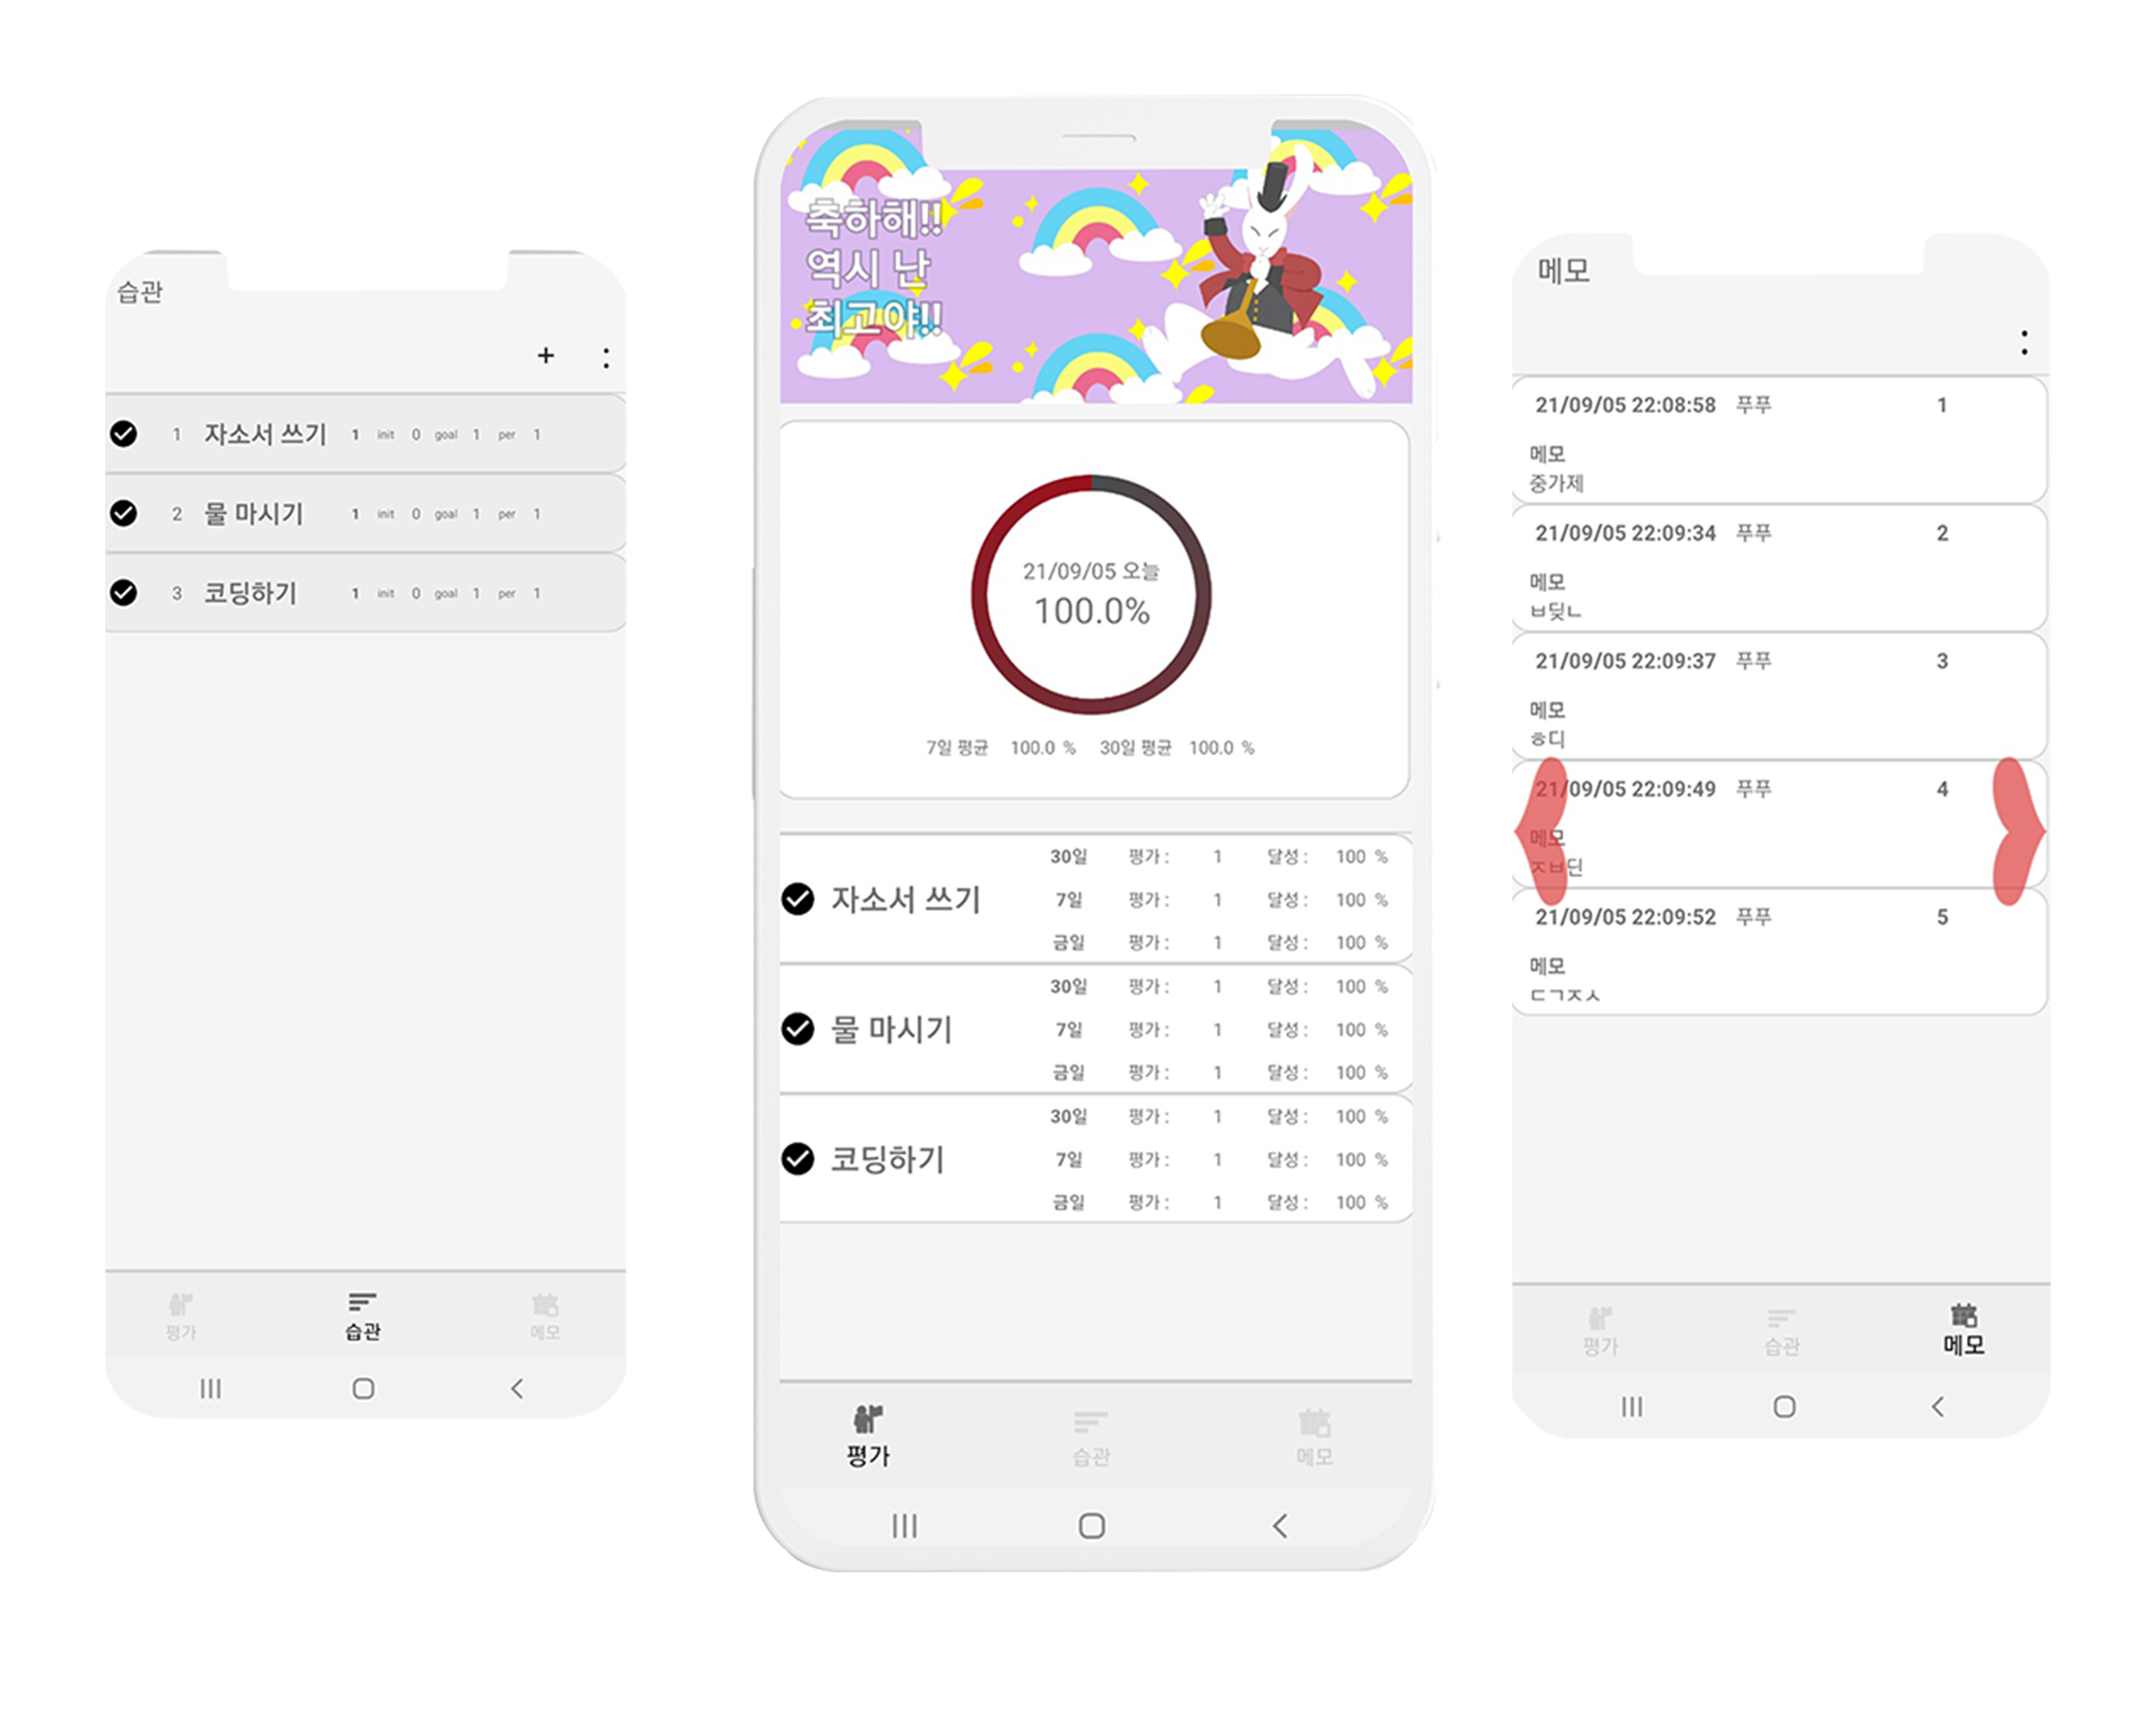 습관
+
1 자소서 쓰기 1 init 0 goal 1 per 1
2 물 마시기 1 init 0 goal 1 per 1
3 코딩하기 1 init 0 goal 1 per 1
평가 습관 메모
축하해!!
역시 난
최고야!!
21/09/05 오늘
100.0%
7일 평균 100.0 % 30일 평균 100.0 %
자소서 쓰기
30일 평가 : 1 달성 : 100 %
7일 평가 : 1 달성 : 100 %
금일 평가 : 1 달성 : 100 %
물 마시기
30일 평가 : 1 달성 : 100 %
7일 평가 : 1 달성 : 100 %
금일 평가 : 1 달성 : 100 %
코딩하기
30일 평가 : 1 달성 : 100 %
7일 평가 : 1 달성 : 100 %
금일 평가 : 1 달성 : 100 %
평가 습관 메모
메모
21/09/05 22:08:58 푸푸 1
메모
중가제
21/09/05 22:09:34 푸푸 2
메모
ㅂ딪ㄴ
21/09/05 22:09:37 푸푸 3
메모
ㅎ디
21/09/05 22:09:49 푸푸 4
메모
ㅈㅂ딘
21/09/05 22:09:52 푸푸 5
메모
ㄷㄱㅈㅅ
평가 습관 메모